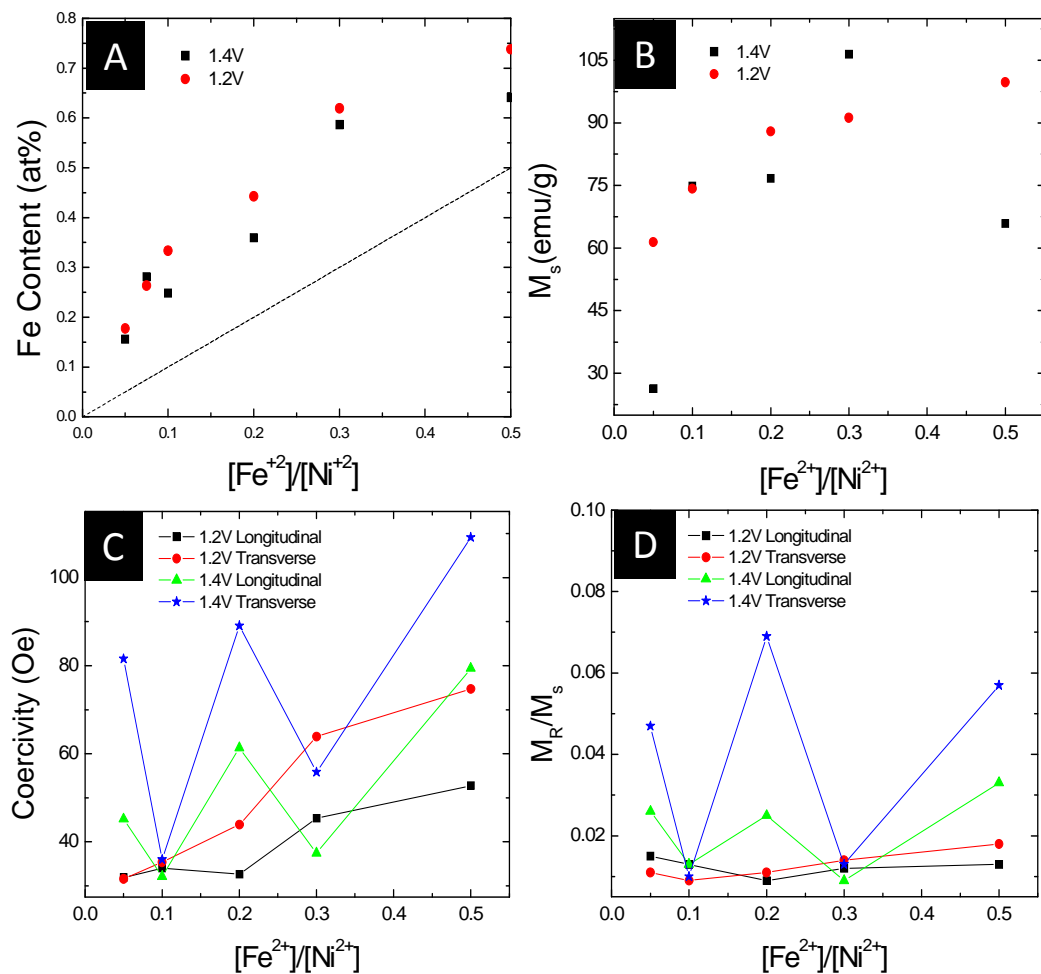 A
1.4V
1.2V
0.8
0.7
0.6
0.5
0.4
0.3
0.2
0.1
0.0
Fe Content (at%)
0.0 0.1 0.2 0.3 0.4 0.5
[Fe⁺²]/[Ni⁺²]
B
1.4V
1.2V
105
90
75
60
45
30
Mₛ(emu/g)
0.0 0.1 0.2 0.3 0.4 0.5
[Fe²⁺]/[Ni²⁺]
C
1.2V Longitudinal
1.2V Transverse
1.4V Longitudinal
1.4V Transverse
100
80
60
40
Coercivity (Oe)
0.0 0.1 0.2 0.3 0.4 0.5
[Fe²⁺]/[Ni²⁺]
D
1.2V Longitudinal
1.2V Transverse
1.4V Longitudinal
1.4V Transverse
0.10
0.08
0.06
0.04
0.02
M_R/Mₛ
0.0 0.1 0.2 0.3 0.4 0.5
[Fe²⁺]/[Ni²⁺]